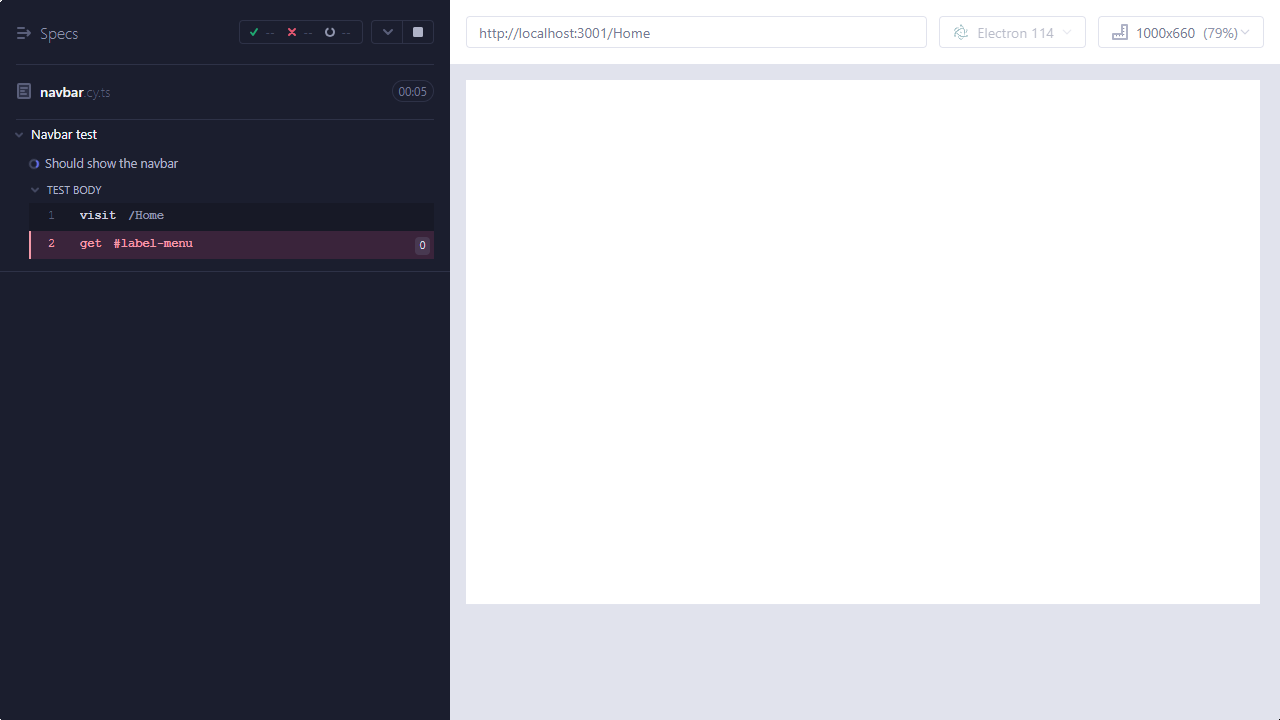 Specs
-- -- --
navbar.cy.ts 00:05
Navbar test
Should show the navbar
TEST BODY
1 visit /Home
2 get #label-menu 0
http://localhost:3001/Home
Electron 114
1000x660 (79%)